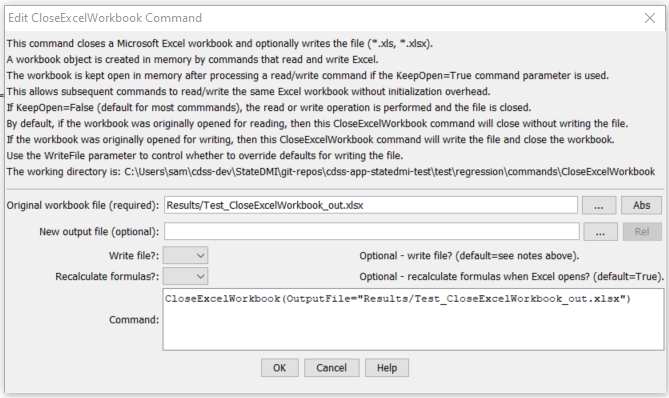 Edit CloseExcelWorkbook Command
This command closes a Microsoft Excel workbook and optionally writes the file (*.xls, *.xlsx).
A workbook object is created in memory by commands that read and write Excel.
The workbook is kept open in memory after processing a read/write command if the KeepOpen=True command parameter is used.
This allows subsequent commands to read/write the same Excel workbook without initialization overhead.
If KeepOpen=False (default for most commmands), the read or write operation is performed and the file is closed.
By default, if the workbook was originally opened for reading, then this CloseExcelWorkbook command will close without writing the file.
If the workbook was originally opened for writing, then this CloseExcelWorkbook command will write the file and close the workbook.
Use the WriteFile parameter to control whether to override defaults for writing the file.
The working directory is: C:\Users\sam\cdss-dev\StateDMI\git-repos\cdss-app-statedmi-test\test\regression\commands\CloseExcelWorkbook
Original workbook file (required): Results/Test_CloseExcelWorkbook_out.xlsx ... Abs
New output file (optional): ... Rel
Write file?: Optional - write file? (default=see notes above).
Recalculate formulas?: Optional - recalculate formulas when Excel opens? (default=True).
CloseExcelWorkbook(OutputFile="Results/Test_CloseExcelWorkbook_out.xlsx")
Command:
OK Cancel Help